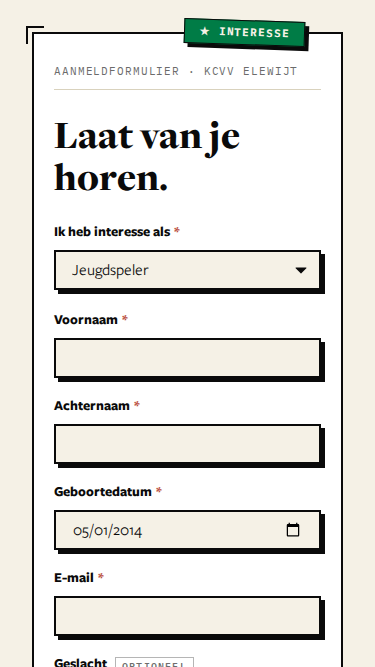 ★ INTERESSE
AANMELDFORMULIER · KCVV ELEWIJT
Laat van je
horen.
Ik heb interesse als *
Jeugdspeler
Voornaam *
Achternaam *
Geboortedatum *
05/01/2014
E-mail *
Geslacht OPTIONEEL